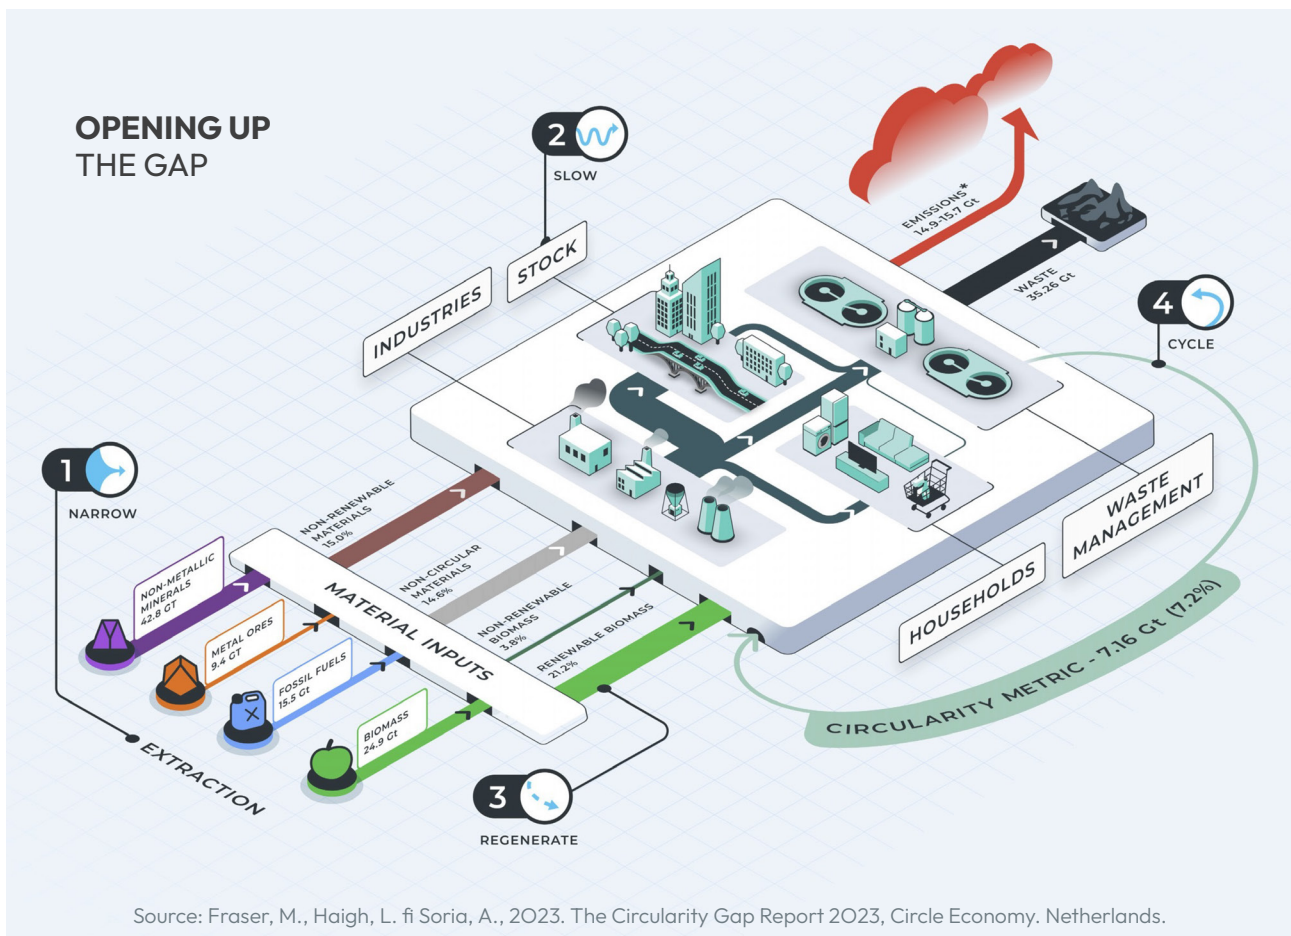 OPENING UP
THE GAP
2
SLOW
STOCK
INDUSTRIES
EMISSIONS*
14.9-15.7 Gt
WASTE
35.26 Gt
4
CYCLE
1
NARROW
NON-RENEWABLE
MATERIALS
15.0%
NON-CIRCULAR
MATERIALS
14.6%
NON-RENEWABLE
BIOMASS
3.8%
RENEWABLE BIOMASS
21.2%
MATERIAL INPUTS
NON-METALLIC
MINERALS
42.8 GT
METAL ORES
9.4 GT
FOSSIL FUELS
15.5 Gt
BIOMASS
24.9 Gt
EXTRACTION
3
REGENERATE
WASTE
MANAGEMENT
HOUSEHOLDS
CIRCULARITY METRIC - 7.16 Gt (7.2%)
Source: Fraser, M., Haigh, L. fi Soria, A., 2023. The Circularity Gap Report 2023, Circle Economy. Netherlands.